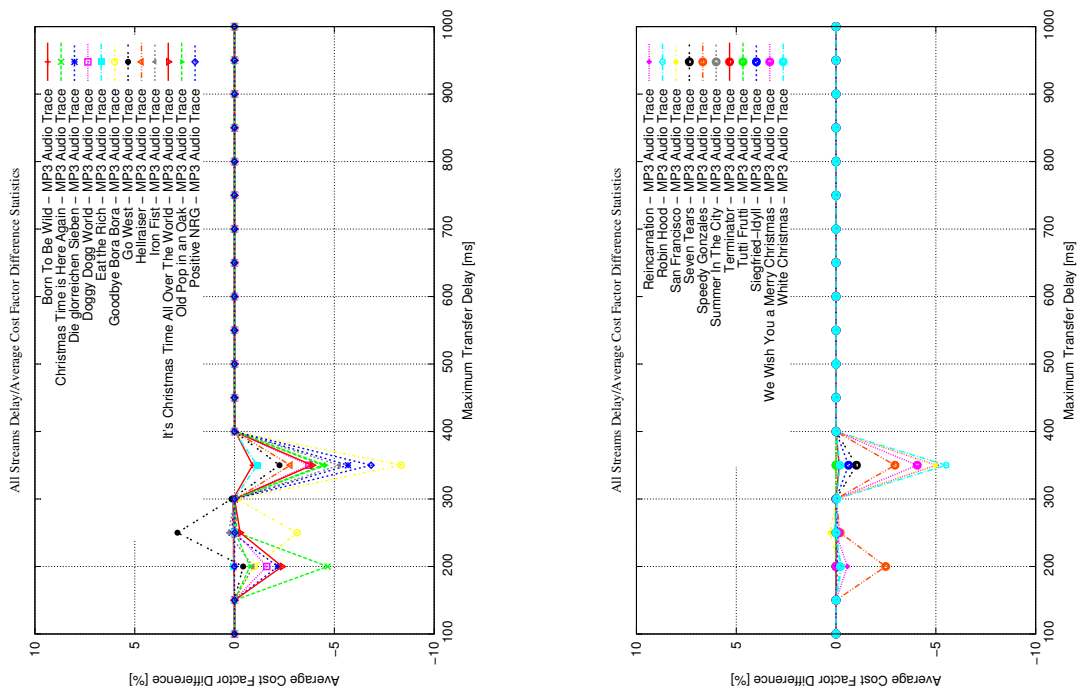 All Streams Delay/Average Cost Factor Difference Statistics
Born To Be Wild – MP3 Audio Trace
Christmas Time is Here Again – MP3 Audio Trace
Die glorreichen Sieben – MP3 Audio Trace
Doggy Dogg World – MP3 Audio Trace
Eat the Rich – MP3 Audio Trace
Goodbye Bora Bora – MP3 Audio Trace
Go West – MP3 Audio Trace
Hellraiser – MP3 Audio Trace
Iron Fist – MP3 Audio Trace
It's Christmas Time All Over The World – MP3 Audio Trace
Old Pop in an Oak – MP3 Audio Trace
Positive NRG – MP3 Audio Trace
Average Cost Factor Difference [%]
10
5
0
−5
−10
100
200
300
400
500
600
700
800
900
1000
Maximum Transfer Delay [ms]
All Streams Delay/Average Cost Factor Difference Statistics
Reincarnation – MP3 Audio Trace
Robin Hood – MP3 Audio Trace
San Francisco – MP3 Audio Trace
Seven Tears – MP3 Audio Trace
Speedy Gonzales – MP3 Audio Trace
Summer In The City – MP3 Audio Trace
Terminator – MP3 Audio Trace
Tutti Frutti – MP3 Audio Trace
Siegfried–Idyll – MP3 Audio Trace
We Wish You a Merry Christmas – MP3 Audio Trace
White Christmas – MP3 Audio Trace
Average Cost Factor Difference [%]
10
5
0
−5
−10
100
200
300
400
500
600
700
800
900
1000
Maximum Transfer Delay [ms]